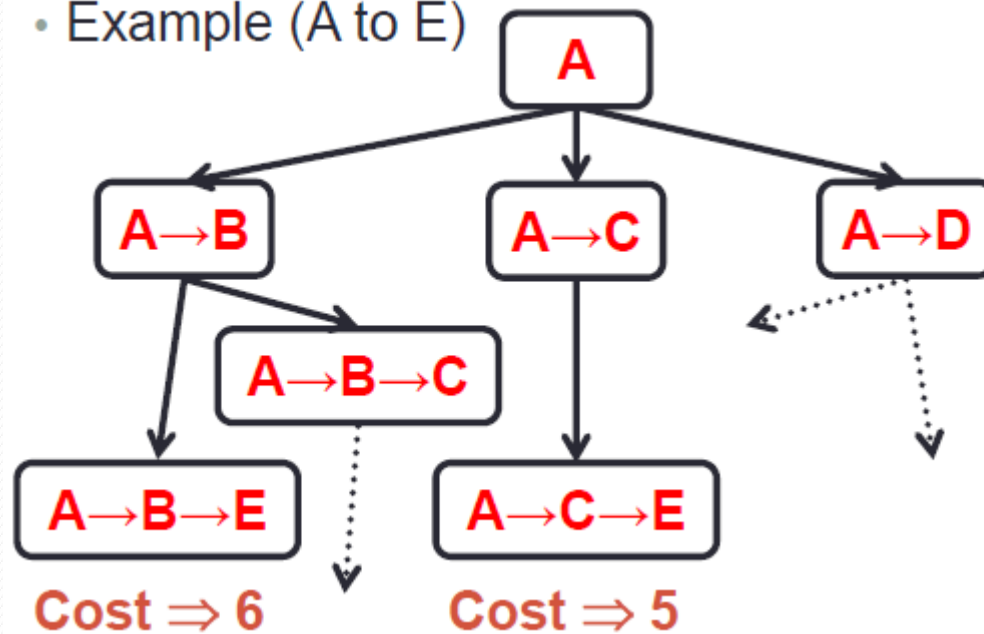 • Example (A to E)
A
A→B
A→C
A→D
A→B→C
A→B→E
A→C→E
Cost ⇒ 6
Cost ⇒ 5